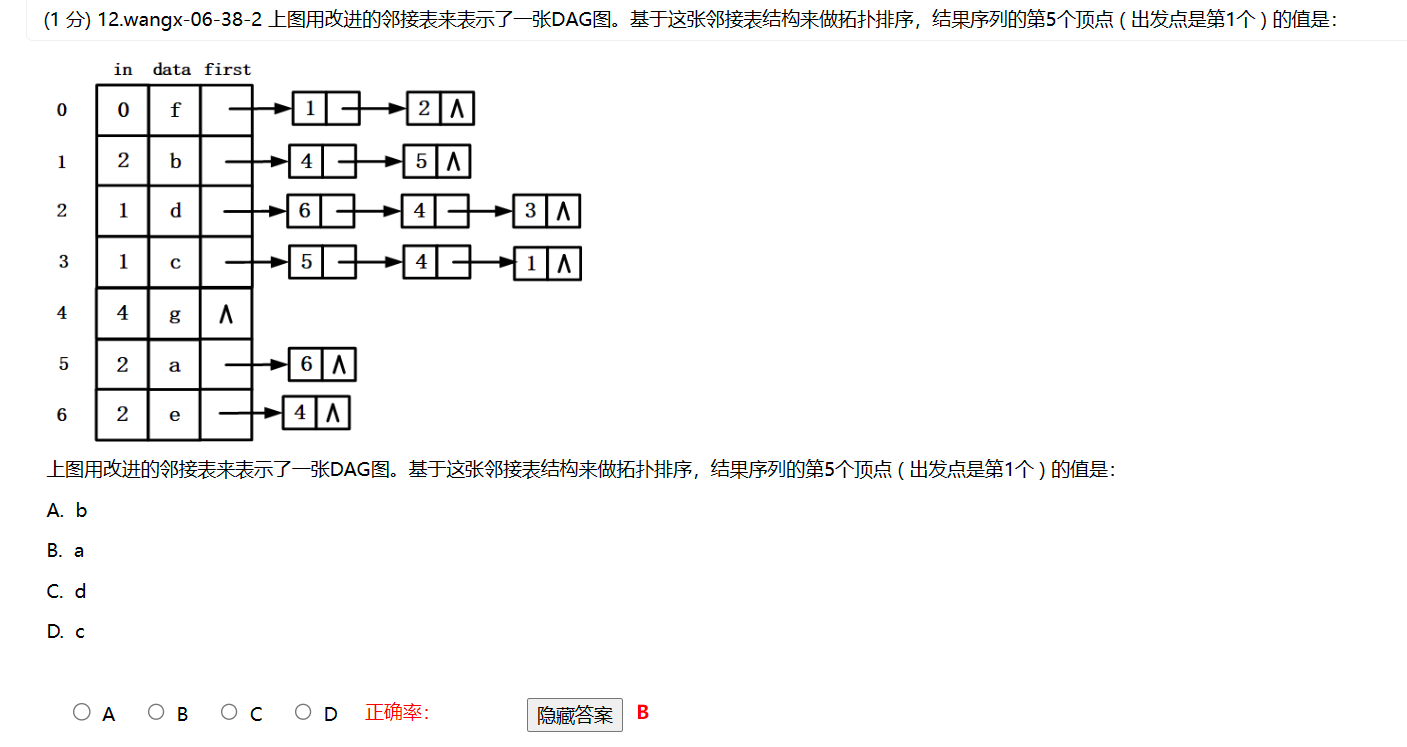 (1 分) 12.wangx-06-38-2 上图用改进的邻接表来表示了一张DAG图。基于这张邻接表结构来做拓扑排序，结果序列的第5个顶点 ( 出发点是第1个 ) 的值是：
in data first
0 0 f 1 2 ∧
1 2 b 4 5 ∧
2 1 d 6 4 3 ∧
3 1 c 5 4 1 ∧
4 4 g ∧
5 2 a 6 ∧
6 2 e 4 ∧
上图用改进的邻接表来表示了一张DAG图。基于这张邻接表结构来做拓扑排序，结果序列的第5个顶点 ( 出发点是第1个 ) 的值是：
A. b
B. a
C. d
D. c
A B C D 正确率： 隐藏答案 B